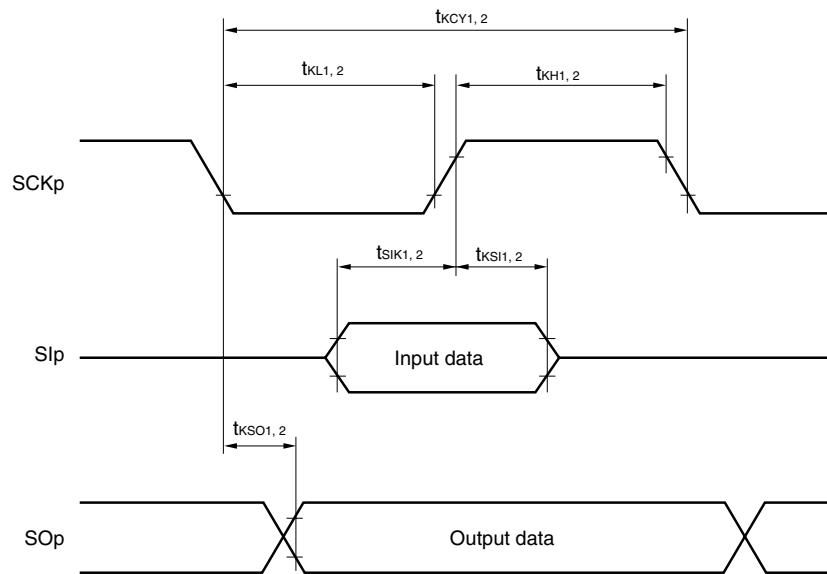 tKCY1, 2
tKL1, 2
tKH1, 2
SCKp
tSIK1, 2
tKSI1, 2
SIp
Input data
tKSO1, 2
SOp
Output data